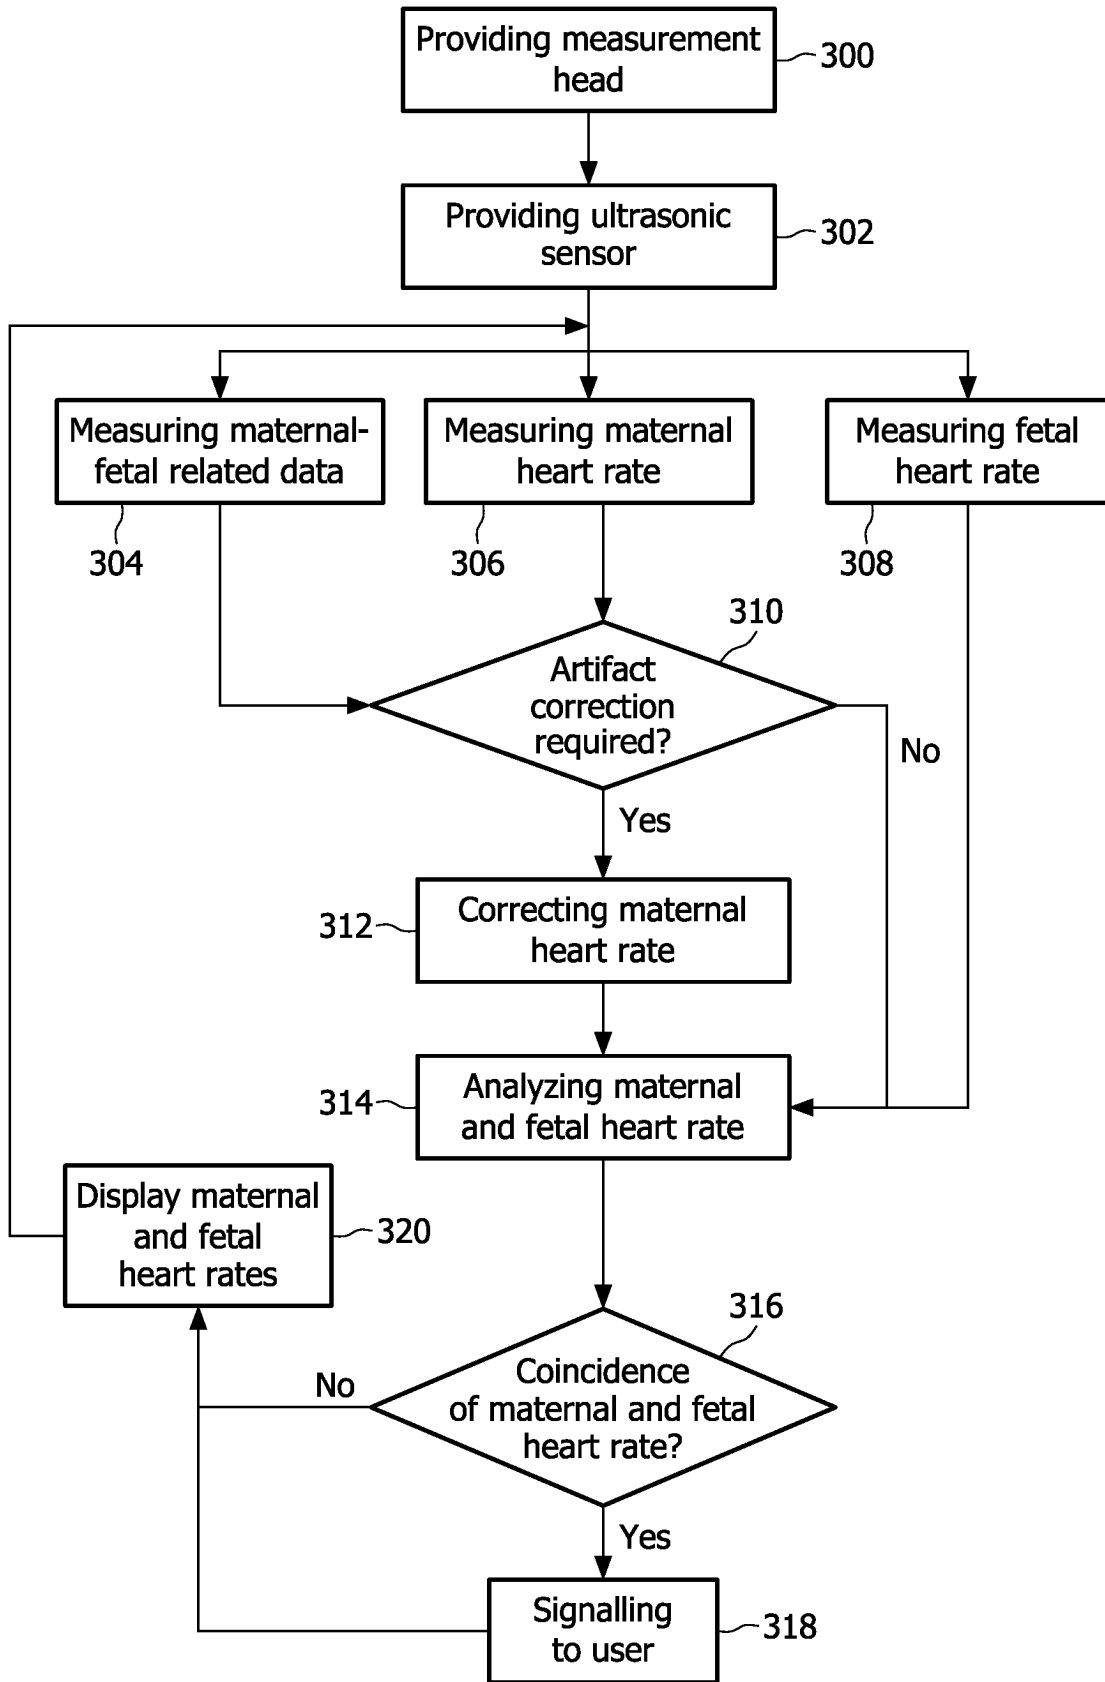 Providing measurement
head
300
Providing ultrasonic
sensor
302
Measuring maternal-
fetal related data
304
Measuring maternal
heart rate
306
Measuring fetal
heart rate
308
310
Artifact
correction
required?
No
Yes
Correcting maternal
heart rate
312
Analyzing maternal
and fetal heart rate
314
Display maternal
and fetal
heart rates
320
316
Coincidence
of maternal and fetal
heart rate?
No
Yes
Signalling
to user
318